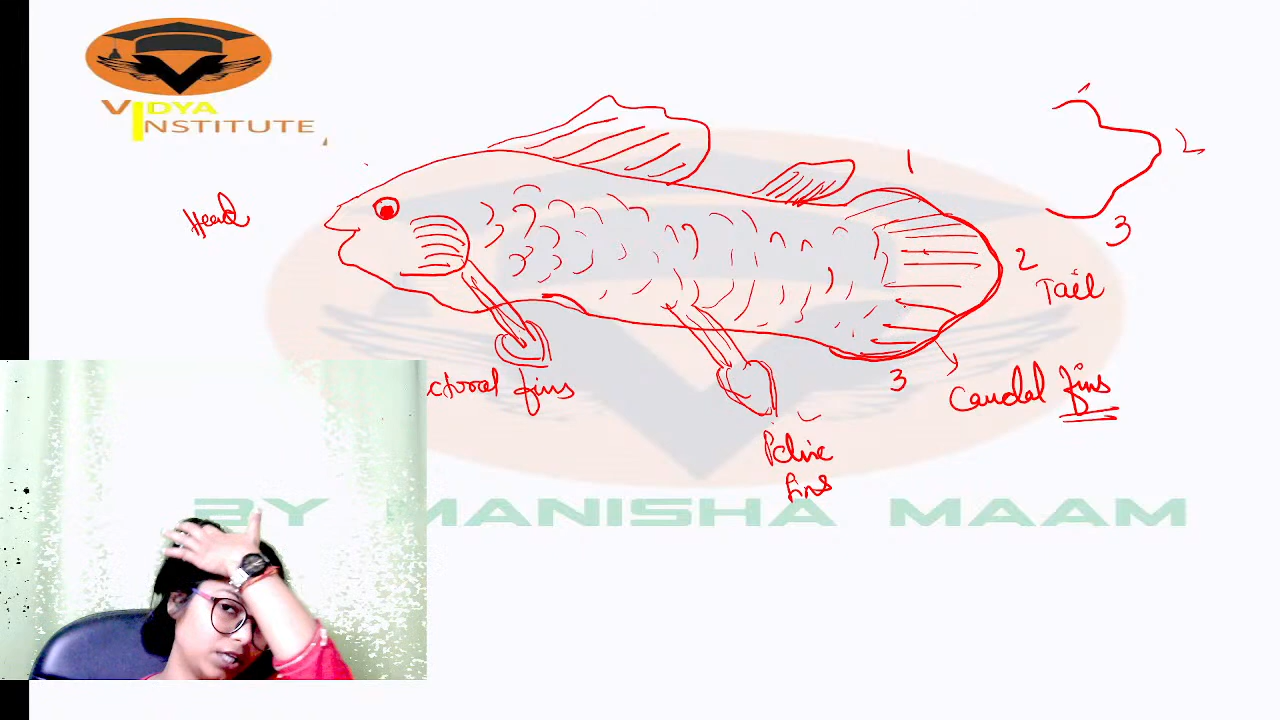 VIDYA
INSTITUTE
Head
1
2
3
1
2
Tail
3
Caudal fins
ctoral fins
Pelvic
fins
BY MANISHA MAAM